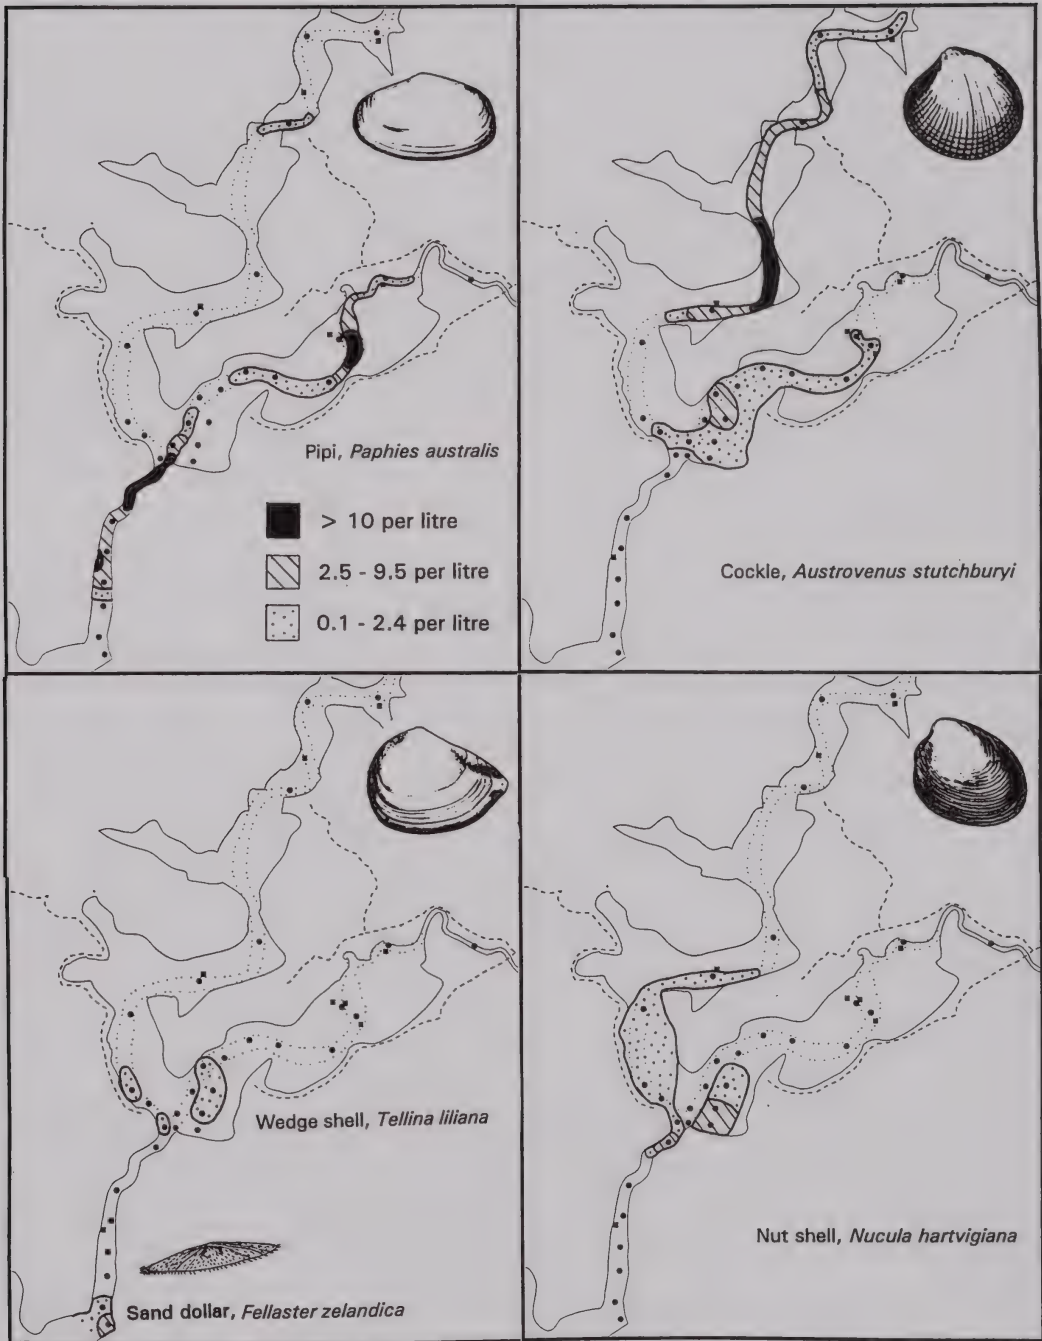 Pipi, Paphies australis
> 10 per litre
2.5 - 9.5 per litre
0.1 - 2.4 per litre
Cockle, Austrovenus stutchburyi
Wedge shell, Tellina liliana
Sand dollar, Fellaster zelandica
Nut shell, Nucula hartvigiana